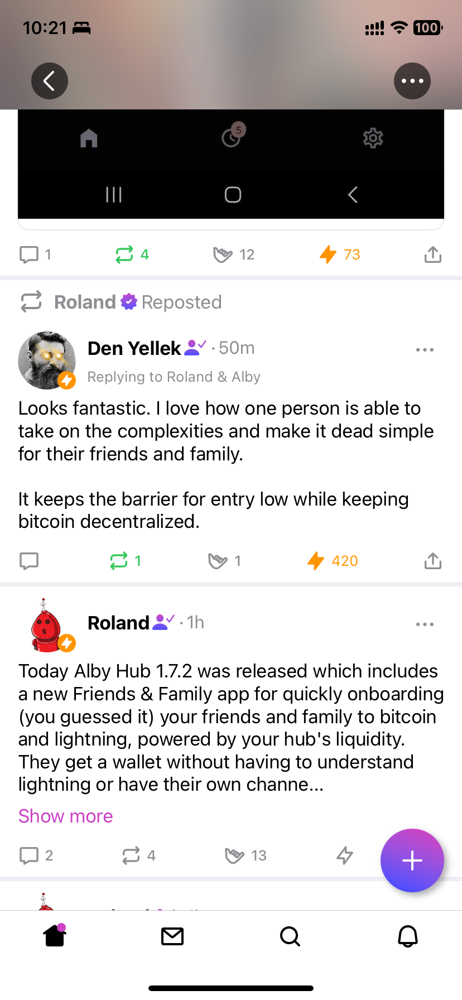 10:21
100
5
1
4
12
73
Roland Reposted
Den Yellek · 50m
Replying to Roland & Alby
Looks fantastic. I love how one person is able to
take on the complexities and make it dead simple
for their friends and family.
It keeps the barrier for entry low while keeping
bitcoin decentralized.
1
1
420
Roland · 1h
Today Alby Hub 1.7.2 was released which includes
a new Friends & Family app for quickly onboarding
(you guessed it) your friends and family to bitcoin
and lightning, powered by your hub's liquidity.
They get a wallet without having to understand
lightning or have their own channe...
Show more
2
4
13